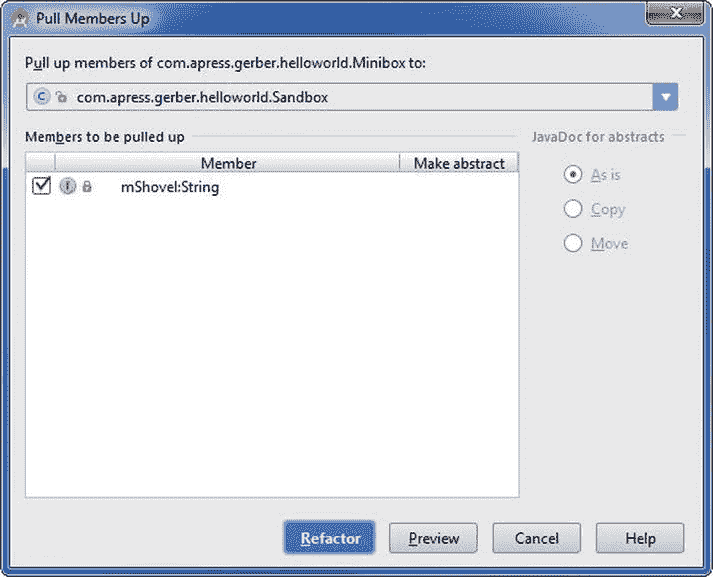 Pull Members Up
Pull up members of com.apress.gerber.helloworld.Minibox to:
com.apress.gerber.helloworld.Sandbox
Members to be pulled up
JavaDoc for abstracts
Member
Make abstract
mShovel:String
As is
Copy
Move
Refactor
Preview
Cancel
Help